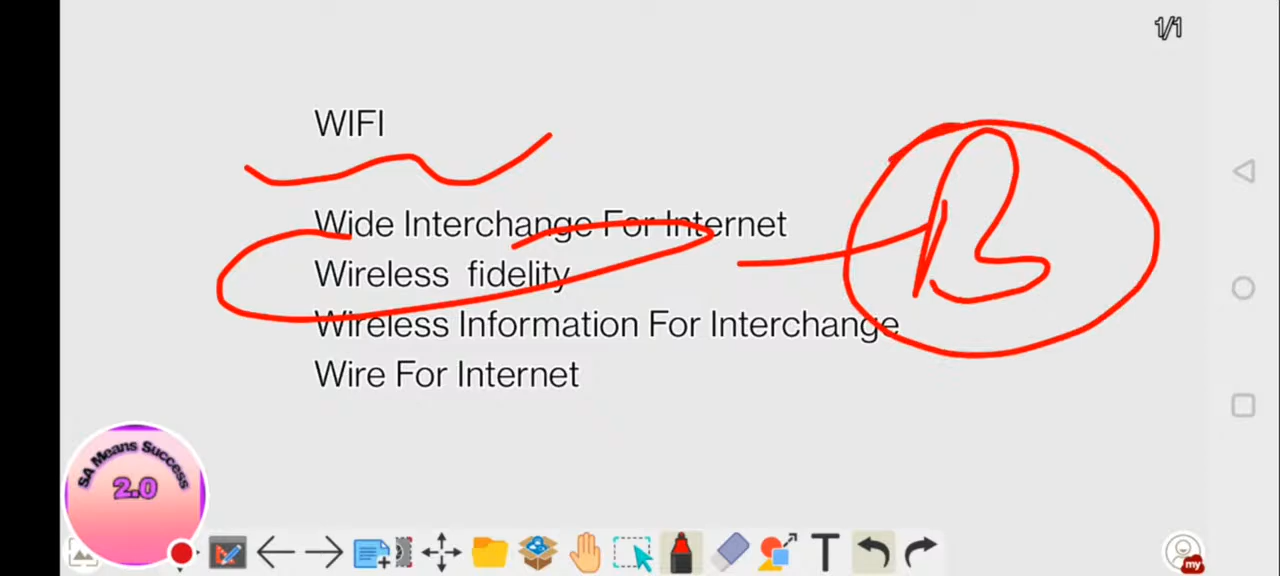 1/1
WIFI
Wide Interchange For Internet
Wireless fidelity
B
Wireless Information For Interchange
Wire For Internet
SA Means Success
2.0
T
my